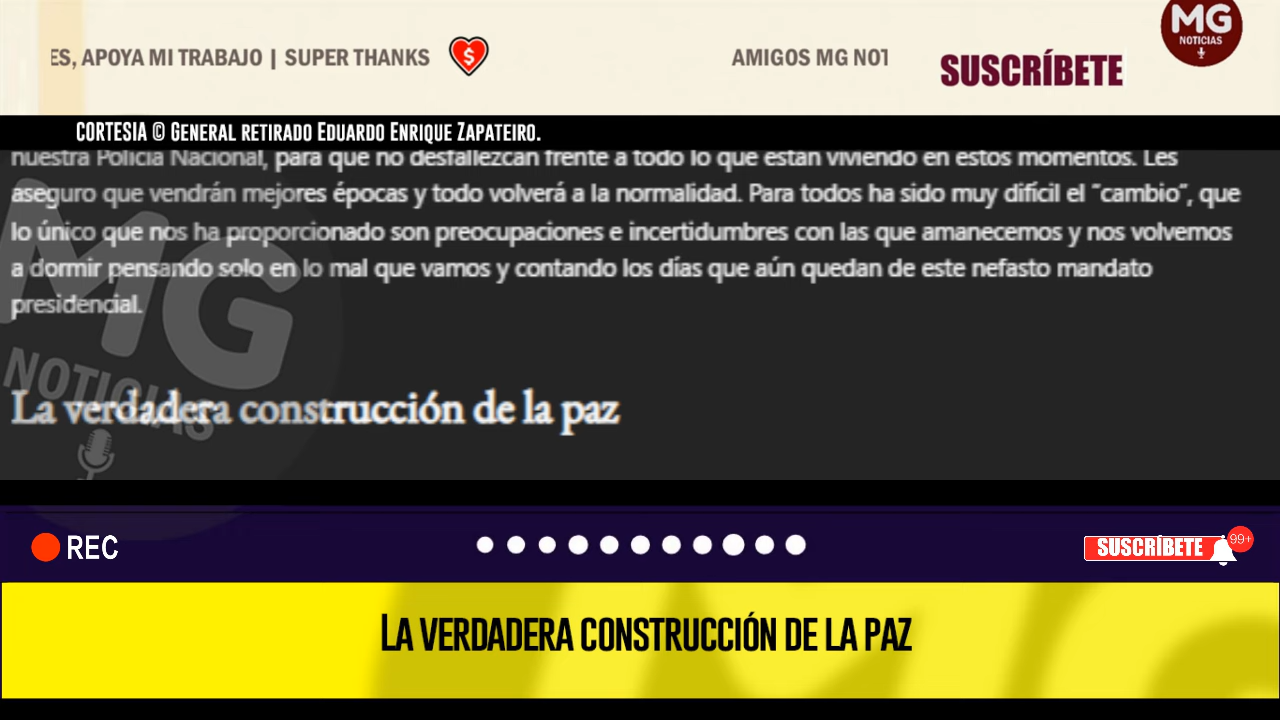 ES, APOYA MI TRABAJO | SUPER THANKS
$
AMIGOS MG NOT
SUSCRÍBETE
MG
NOTICIAS
CORTESIA © GENERAL RETIRADO EDUARDO ENRIQUE ZAPATEIRO.
nuestra Policía Nacional, para que no desfallezcan frente a todo lo que están viviendo en estos momentos. Les
aseguro que vendrán mejores épocas y todo volverá a la normalidad. Para todos ha sido muy difícil el “cambio”, que
lo único que nos ha proporcionado son preocupaciones e incertidumbres con las que amanecemos y nos volvemos
a dormir pensando solo en lo mal que vamos y contando los días que aún quedan de este nefasto mandato
presidencial.
MG
NOTICIAS
La verdadera construcción de la paz
REC
SUSCRÍBETE
99+
LA VERDADERA CONSTRUCCIÓN DE LA PAZ